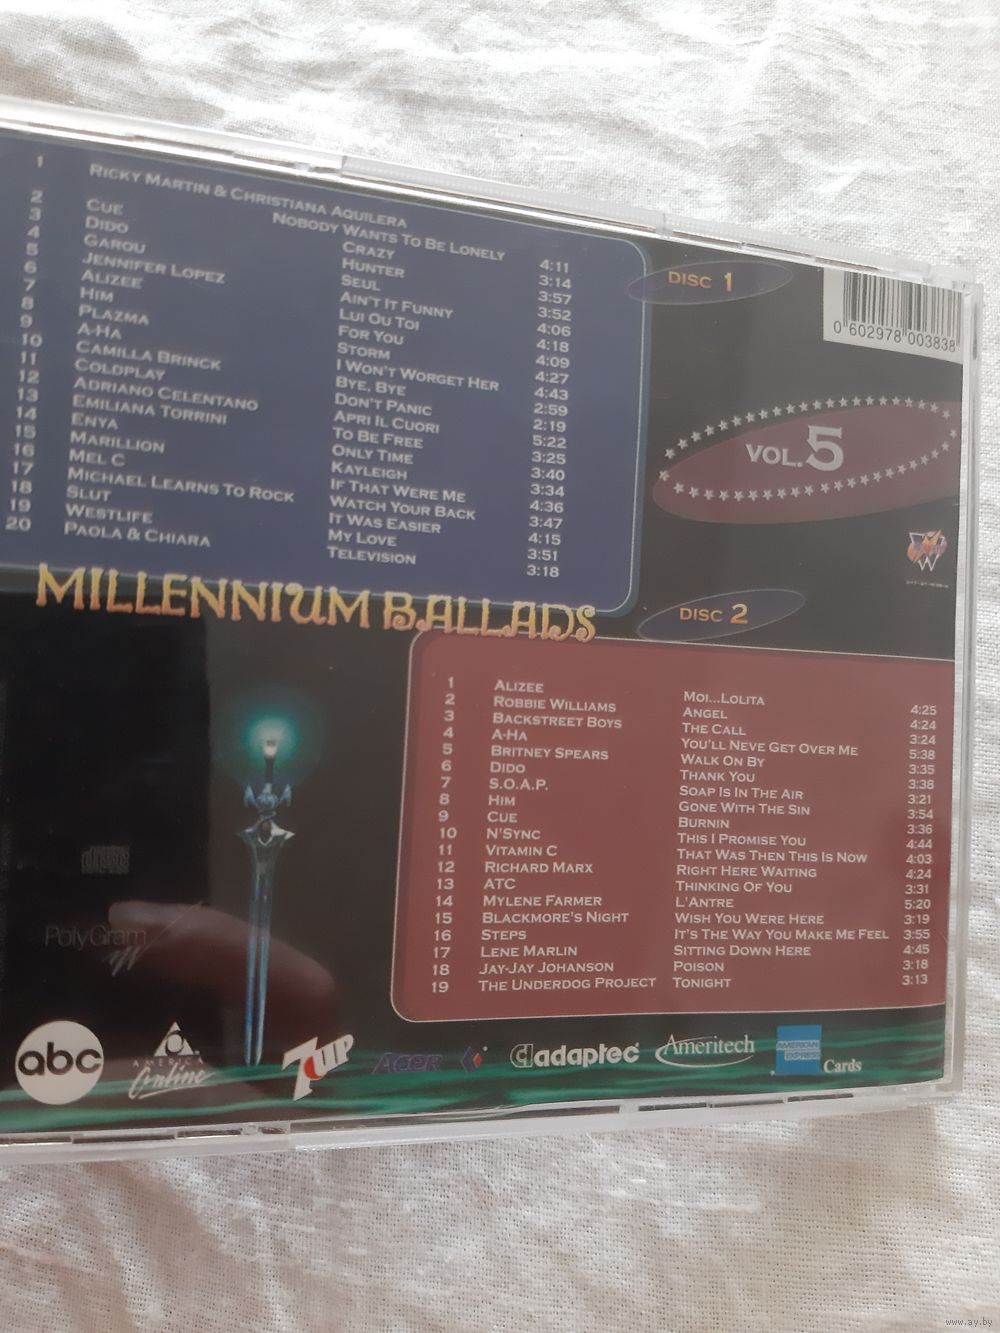 1 Ricky Martin & Christiana Aquilera
Nobody Wants To Be Lonely 4:11
2 Cue Crazy 3:14
3 Dido Hunter 3:57
4 Garou Seul 3:52
5 Jennifer Lopez Ain't It Funny 4:06
6 Alizee Lui Ou Toi 4:18
7 Him For You 4:09
8 Plazma Storm 4:27
9 A-Ha I Won't Worget Her 4:43
10 Camilla Brinck Bye, Bye 2:59
11 Coldplay Don't Panic 2:19
12 Adriano Celentano Apri Il Cuori 5:22
13 Emiliana Torrini To Be Free 3:25
14 Enya Only Time 3:40
15 Marillion Kayleigh 3:34
16 Mel C If That Were Me 4:36
17 Michael Learns To Rock Watch Your Back 3:47
18 Slut It Was Easier 4:15
19 Westlife My Love 3:51
20 Paola & Chiara Television 3:18
Disc 1
0 602978 003838
Vol. 5
Millennium Ballads
Disc 2
1 Alizee Moi...Lolita 4:25
2 Robbie Williams Angel 4:24
3 Backstreet Boys The Call 3:24
4 A-Ha You'll Neve Get Over Me 5:38
5 Britney Spears Walk On By 3:35
6 Dido Thank You 3:38
7 S.O.A.P. Soap Is In The Air 3:21
8 Him Gone With The Sin 3:54
9 Cue Burnin 3:36
10 N'Sync This I Promise You 4:44
11 Vitamin C That Was Then This Is Now 4:03
12 Richard Marx Right Here Waiting 4:24
13 ATC Thinking Of You 3:31
14 Mylene Farmer L'Antre 5:20
15 Blackmore's Night Wish You Were Here 3:19
16 Steps It's The Way You Make Me Feel 3:55
17 Lene Marlin Sitting Down Here 4:45
18 Jay-Jay Johanson Poison 3:18
19 The Underdog Project Tonight 3:13
disc
PolyGram
abc
AMERICA
Online
7UP
Acer
adaptec
Ameritech
AMERICAN
EXPRESS
Cards
www.ay.by